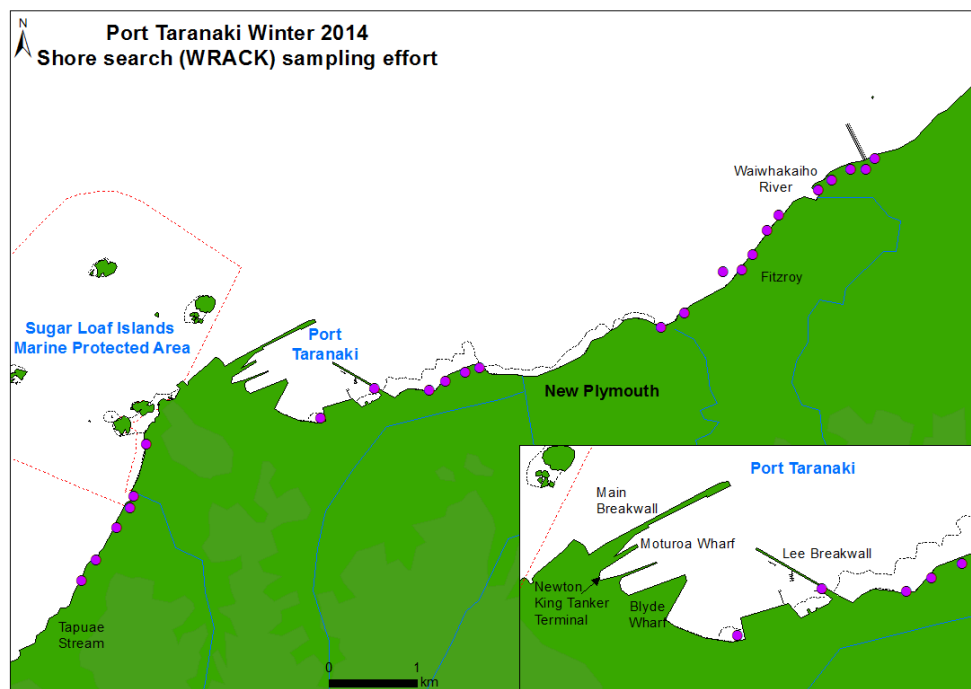 N
Port Taranaki Winter 2014
Shore search (WRACK) sampling effort
Waiwhakaiho
River
Fitzroy
Sugar Loaf Islands
Marine Protected Area
Port
Taranaki
New Plymouth
Tapuae
Stream
0
1
km
Port Taranaki
Main
Breakwall
Moturoa Wharf
Lee Breakwall
Newton
King Tanker
Terminal
Blyde
Wharf